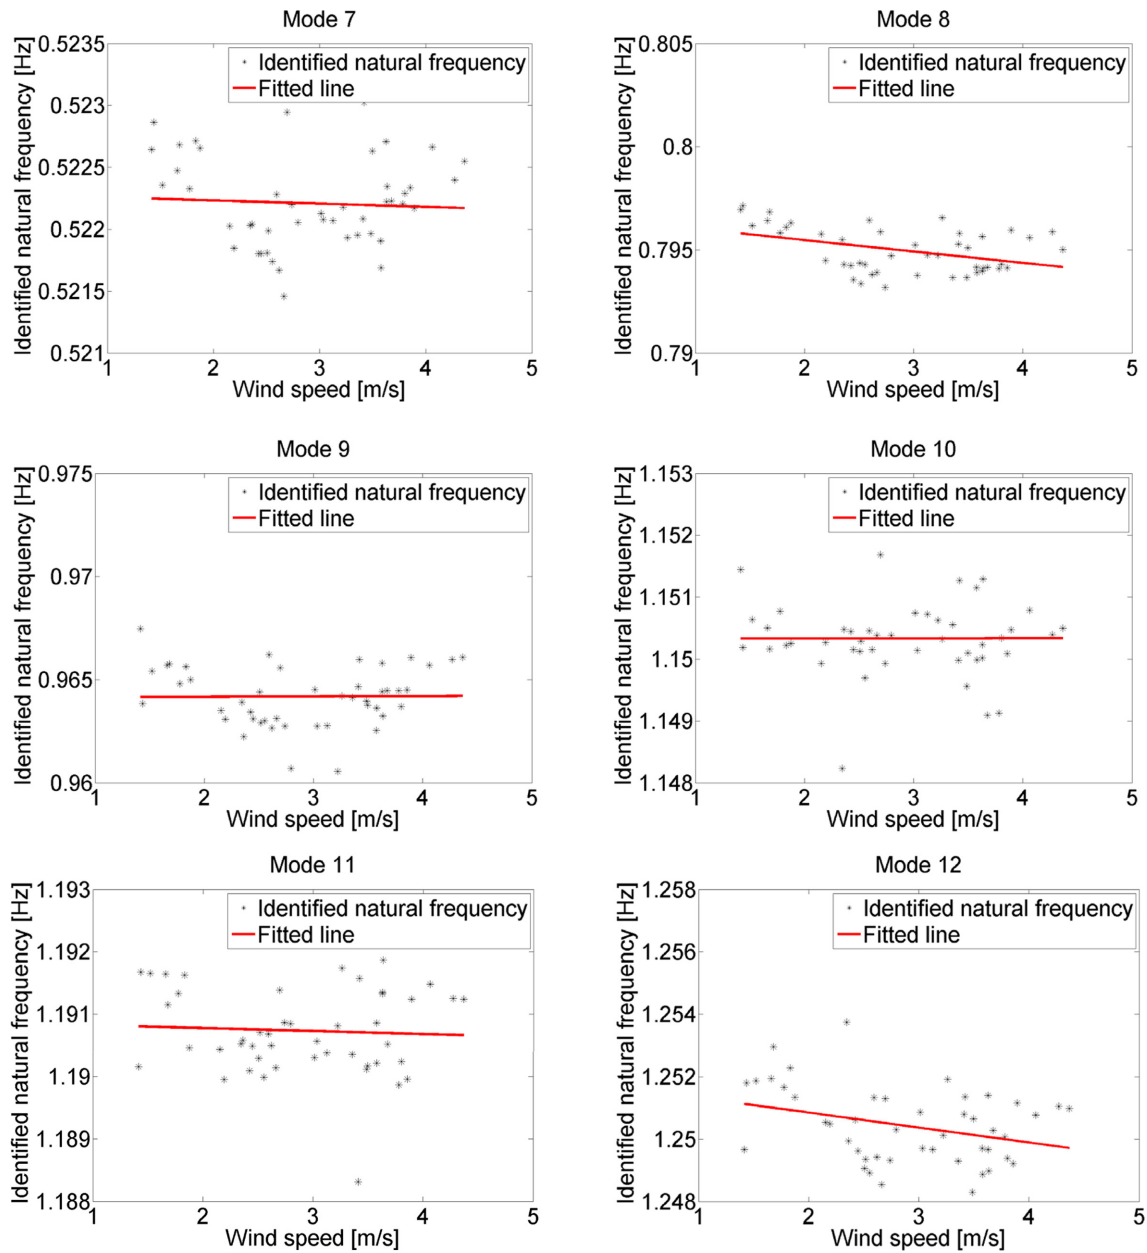 Mode 7
Identified natural frequency [Hz]
0.5235
0.523
0.5225
0.522
0.5215
0.521
1
2
3
4
5
Wind speed [m/s]
Identified natural frequency
Fitted line
Mode 8
Identified natural frequency [Hz]
0.805
0.8
0.795
0.79
1
2
3
4
5
Wind speed [m/s]
Identified natural frequency
Fitted line
Mode 9
Identified natural frequency [Hz]
0.975
0.97
0.965
0.96
1
2
3
4
5
Wind speed [m/s]
Identified natural frequency
Fitted line
Mode 10
Identified natural frequency [Hz]
1.153
1.152
1.151
1.15
1.149
1.148
1
2
3
4
5
Wind speed [m/s]
Identified natural frequency
Fitted line
Mode 11
Identified natural frequency [Hz]
1.193
1.192
1.191
1.19
1.189
1.188
1
2
3
4
5
Wind speed [m/s]
Identified natural frequency
Fitted line
Mode 12
Identified natural frequency [Hz]
1.258
1.256
1.254
1.252
1.25
1.248
1
2
3
4
5
Wind speed [m/s]
Identified natural frequency
Fitted line